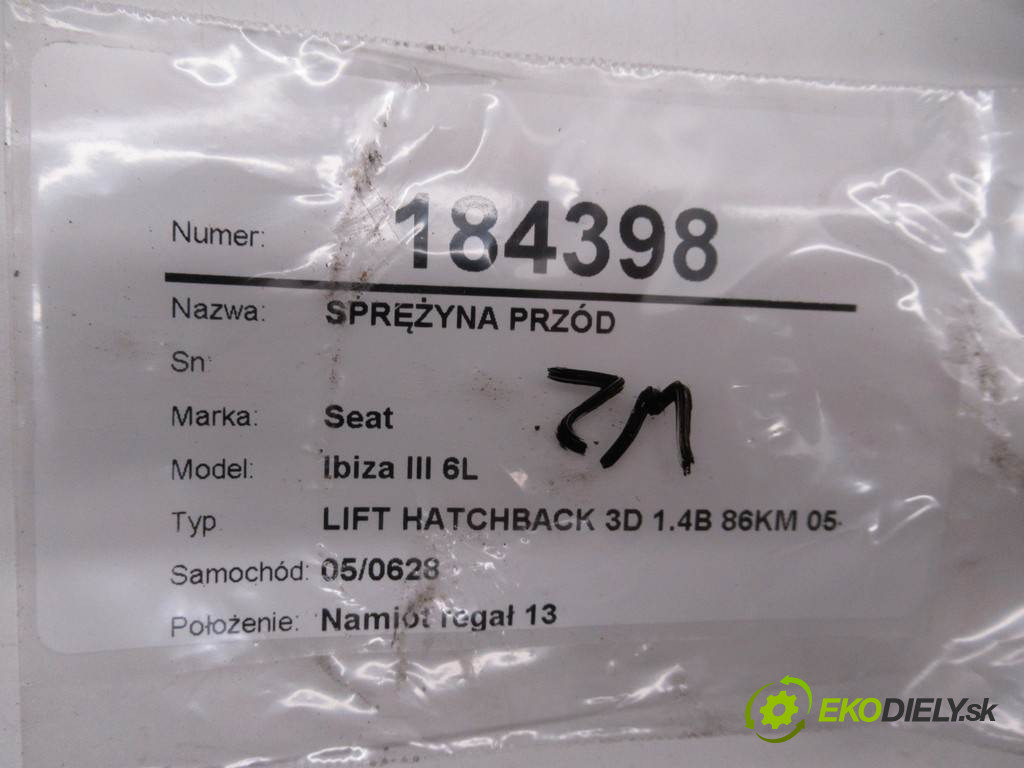 Numer: 184398
Nazwa: SPRĘŻYNA PRZÓD
Sn
Marka: Seat
ZM
Model: Ibiza III 6L
Typ LIFT HATCHBACK 3D 1.4B 86KM 05-
Samochód: 05/0628
Położenie: Namiot regał 13
EKODIELY.sk